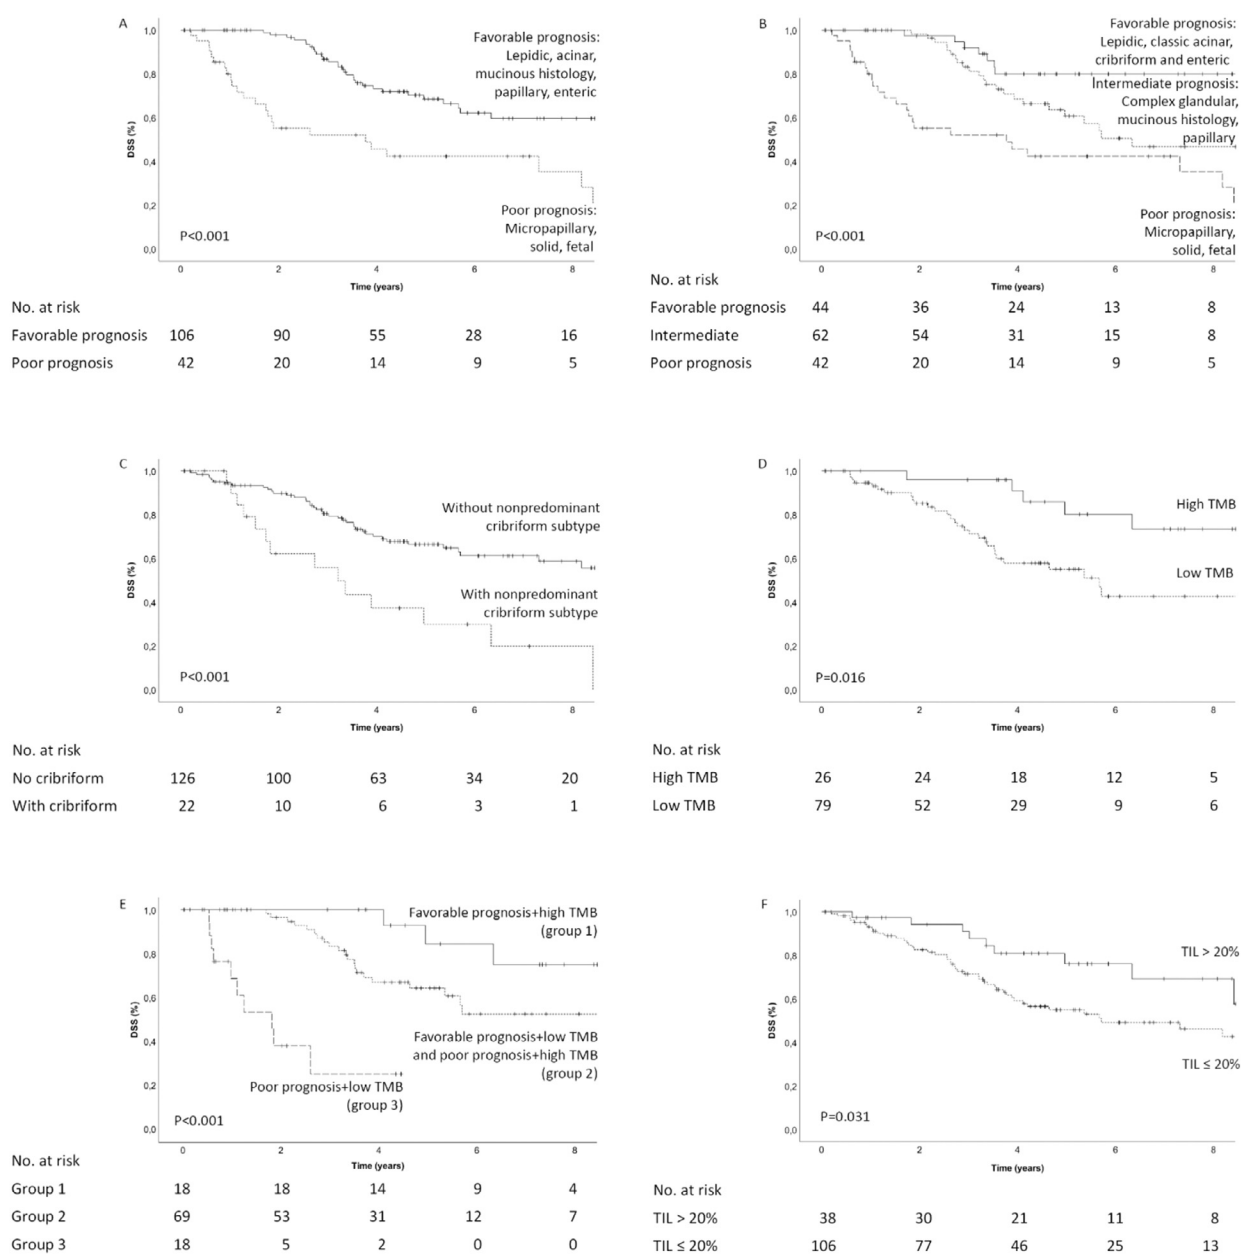 A
Favorable prognosis:
Lepidic, acinar,
mucinous histology,
papillary, enteric
Poor prognosis:
Micropapillary,
solid, fetal
P<0.001
DSS (%)
1,0
0,8
0,6
0,4
0,2
0,0
0 2 4 6 8
Time (years)
No. at risk
Favorable prognosis 106 90 55 28 16
Poor prognosis 42 20 14 9 5
B
Favorable prognosis:
Lepidic, classic acinar,
cribriform and enteric
Intermediate prognosis:
Complex glandular,
mucinous histology,
papillary
Poor prognosis:
Micropapillary,
solid, fetal
P<0.001
DSS (%)
1,0
0,8
0,6
0,4
0,2
0,0
0 2 4 6 8
Time (years)
No. at risk
Favorable prognosis 44 36 24 13 8
Intermediate 62 54 31 15 8
Poor prognosis 42 20 14 9 5
C
Without nonpredominant
cribriform subtype
With nonpredominant
cribriform subtype
P<0.001
DSS (%)
1,0
0,8
0,6
0,4
0,2
0,0
0 2 4 6 8
Time (years)
No. at risk
No cribriform 126 100 63 34 20
With cribriform 22 10 6 3 1
D
High TMB
Low TMB
P=0.016
DSS (%)
1,0
0,8
0,6
0,4
0,2
0,0
0 2 4 6 8
Time (years)
No. at risk
High TMB 26 24 18 12 5
Low TMB 79 52 29 9 6
E
Favorable prognosis+high TMB
(group 1)
Favorable prognosis+low TMB
and poor prognosis+high TMB
(group 2)
Poor prognosis+low TMB
(group 3)
P<0.001
DSS (%)
1,0
0,8
0,6
0,4
0,2
0,0
0 2 4 6 8
Time (years)
No. at risk
Group 1 18 18 14 9 4
Group 2 69 53 31 12 7
Group 3 18 5 2 0 0
F
TIL > 20%
TIL ≤ 20%
P=0.031
DSS (%)
1,0
0,8
0,6
0,4
0,2
0,0
0 2 4 6 8
Time (years)
No. at risk
TIL > 20% 38 30 21 11 8
TIL ≤ 20% 106 77 46 25 13